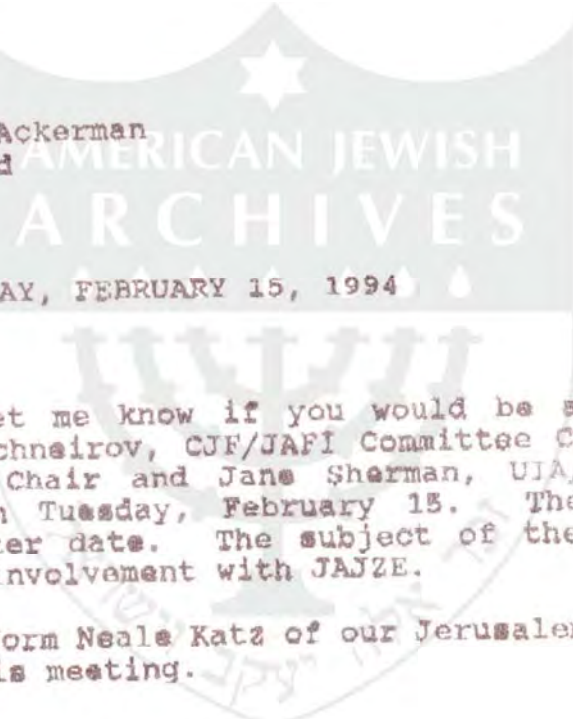 Ackerman
d
AMERICAN JEWISH
ARCHIVES
AY, FEBRUARY 15, 1994
et me know if you would be s
chneirov, CJF/JAFI Committee C
Chair and Jane Sherman, UIA,
n Tuesday, February 15. The
ter date. The subject of the
nvolvement with JAJZE.
orm Neale Katz of our Jerusalem
is meeting.